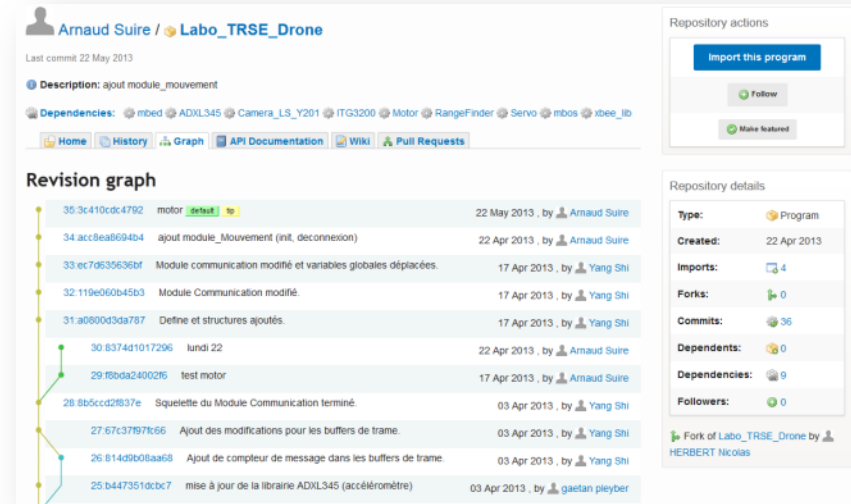 Arnaud Suire / Labo_TRSE_Drone
Last commit 22 May 2013
Description: ajout module_mouvement
Dependencies: mbed ADXL345 Camera_LS_Y201 ITG3200 Motor RangeFinder Servo mbos xbee_lib
Home History Graph API Documentation Wiki Pull Requests
Revision graph
35:3c410cdc4792 motor default tip 22 May 2013 , by Arnaud Suire
34:acc8ea8694b4 ajout module_Mouvement (init, deconnexion) 22 Apr 2013 , by Arnaud Suire
33:ec7d635636bf Module communication modifié et variables globales déplacées. 17 Apr 2013 , by Yang Shi
32:119e060b45b3 Module Communication modifié. 17 Apr 2013 , by Yang Shi
31:a0800d3da787 Define et structures ajoutés. 17 Apr 2013 , by Yang Shi
30:8374d1017296 lundi 22 22 Apr 2013 , by Arnaud Suire
29:f8bda24002f6 test motor 17 Apr 2013 , by Arnaud Suire
28:8b5ccd2f837e Squelette du Module Communication terminé. 03 Apr 2013 , by Yang Shi
27:67c37f97fc66 Ajout des modifications pour les buffers de trame. 03 Apr 2013 , by Yang Shi
26:814d9b08aa68 Ajout de compteur de message dans les buffers de trame. 03 Apr 2013 , by Yang Shi
25:b447351dcbc7 mise à jour de la librairie ADXL345 (accéléromètre) 03 Apr 2013 , by gaetan pleyber
Repository actions
Import this program
Follow
Make featured
Repository details
Type: Program
Created: 22 Apr 2013
Imports: 4
Forks: 0
Commits: 36
Dependents: 0
Dependencies: 9
Followers: 0
Fork of Labo_TRSE_Drone by
HERBERT Nicolas